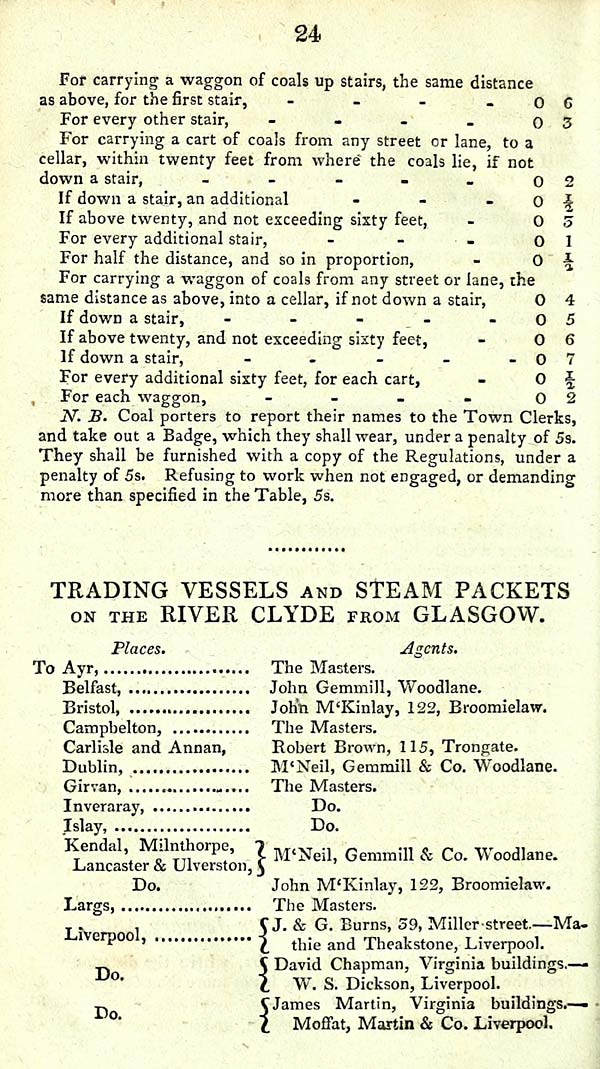 24
For carrying a waggon of coals up stairs, the same distance
as above, for the first stair, - - - - 0 6
For every other stair, - - - - 0 3
For carrying a cart of coals from any street or lane, to a
cellar, within twenty feet from where the coals lie, if not
down a stair, - - - - - 0 2
If down a stair, an additional - - - 0 ½
If above twenty, and not exceeding sixty feet, - 0 3
For every additional stair, - - - 0 1
For half the distance, and so in proportion, - 0 ½
For carrying a waggon of coals from any street or lane, the
same distance as above, into a cellar, if not down a stair, 0 4
If down a stair, - - - - - 0 5
If above twenty, and not exceeding sixty feet, - 0 6
If down a stair, - - - - - 0 7
For every additional sixty feet, for each cart, - 0 ½
For each waggon, - - - - 0 2
N. B. Coal porters to report their names to the Town Clerks,
and take out a Badge, which they shall wear, under a penalty of 5s.
They shall be furnished with a copy of the Regulations, under a
penalty of 5s. Refusing to work when not engaged, or demanding
more than specified in the Table, 5s.
............
TRADING VESSELS AND STEAM PACKETS
ON THE RIVER CLYDE FROM GLASGOW.
Places. Agents.
To Ayr, ...................... The Masters.
Belfast, .................. John Gemmill, Woodlane.
Bristol, .................. John M‘Kinlay, 122, Broomielaw.
Campbelton, ............ The Masters.
Carlisle and Annan, Robert Brown, 115, Trongate.
Dublin, .................. M‘Neil, Gemmill & Co. Woodlane.
Girvan, .................. The Masters.
Inveraray, ............... Do.
Islay, ..................... Do.
Kendal, Milnthorpe,
Lancaster & Ulverston, } M‘Neil, Gemmill & Co. Woodlane.
Do. John M‘Kinlay, 122, Broomielaw.
Largs, ..................... The Masters.
Liverpool, ............... { J. & G. Burns, 39, Miller-street.—Ma-
thie and Theakstone, Liverpool.
Do. { David Chapman, Virginia buildings.—
W. S. Dickson, Liverpool.
Do. { James Martin, Virginia buildings.—
Moffat, Martin & Co. Liverpool.